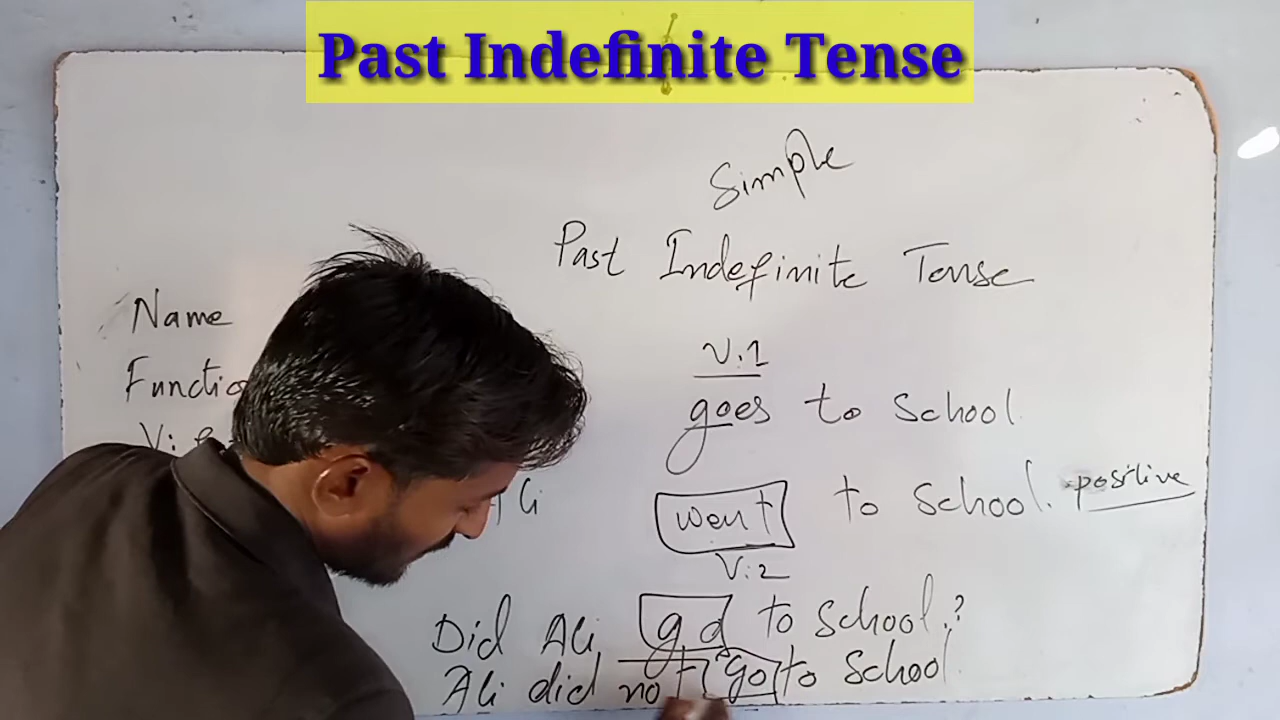 Past Indefinite Tense
Simple
Past Indefinite Tense
Name
V.1
Functio
goes to School
positive
went to School.
V:2
Did Ali go to School.?
Ali did not go to School